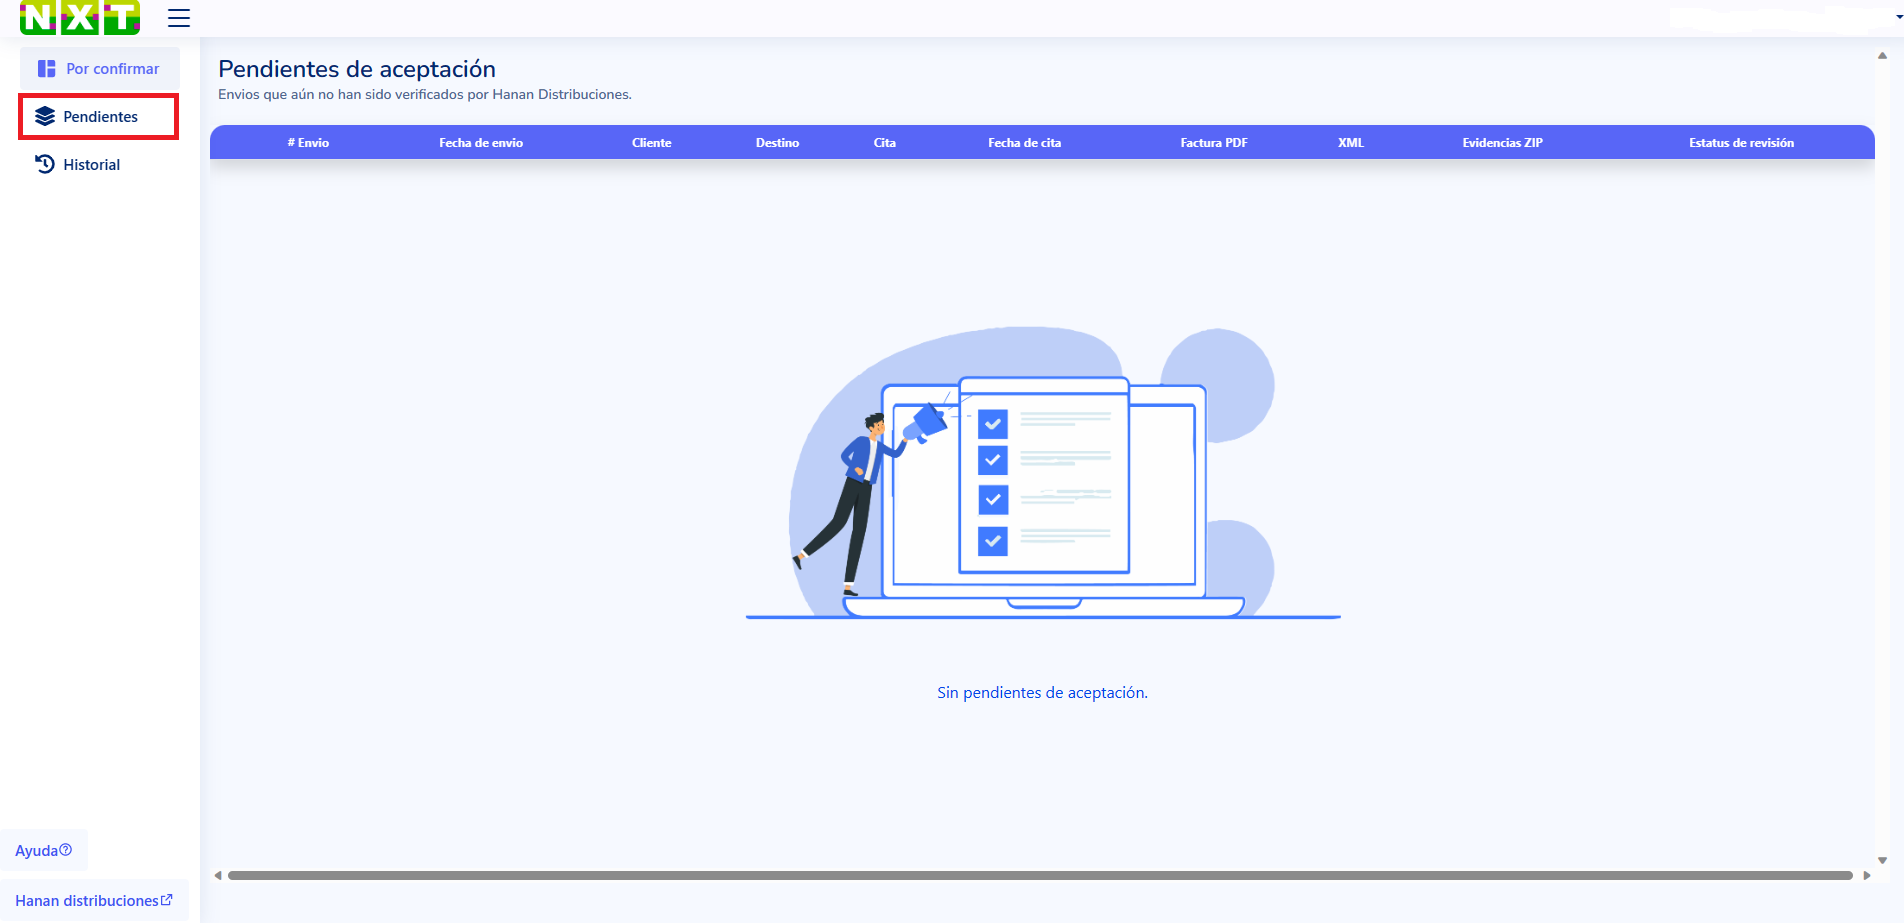 NXT
Por confirmar
Pendientes
Historial
Pendientes de aceptación
Envios que aún no han sido verificados por Hanan Distribuciones.
# Envio Fecha de envio Cliente Destino Cita Fecha de cita Factura PDF XML Evidencias ZIP Estatus de revisión
Sin pendientes de aceptación.
Ayuda
Hanan distribuciones